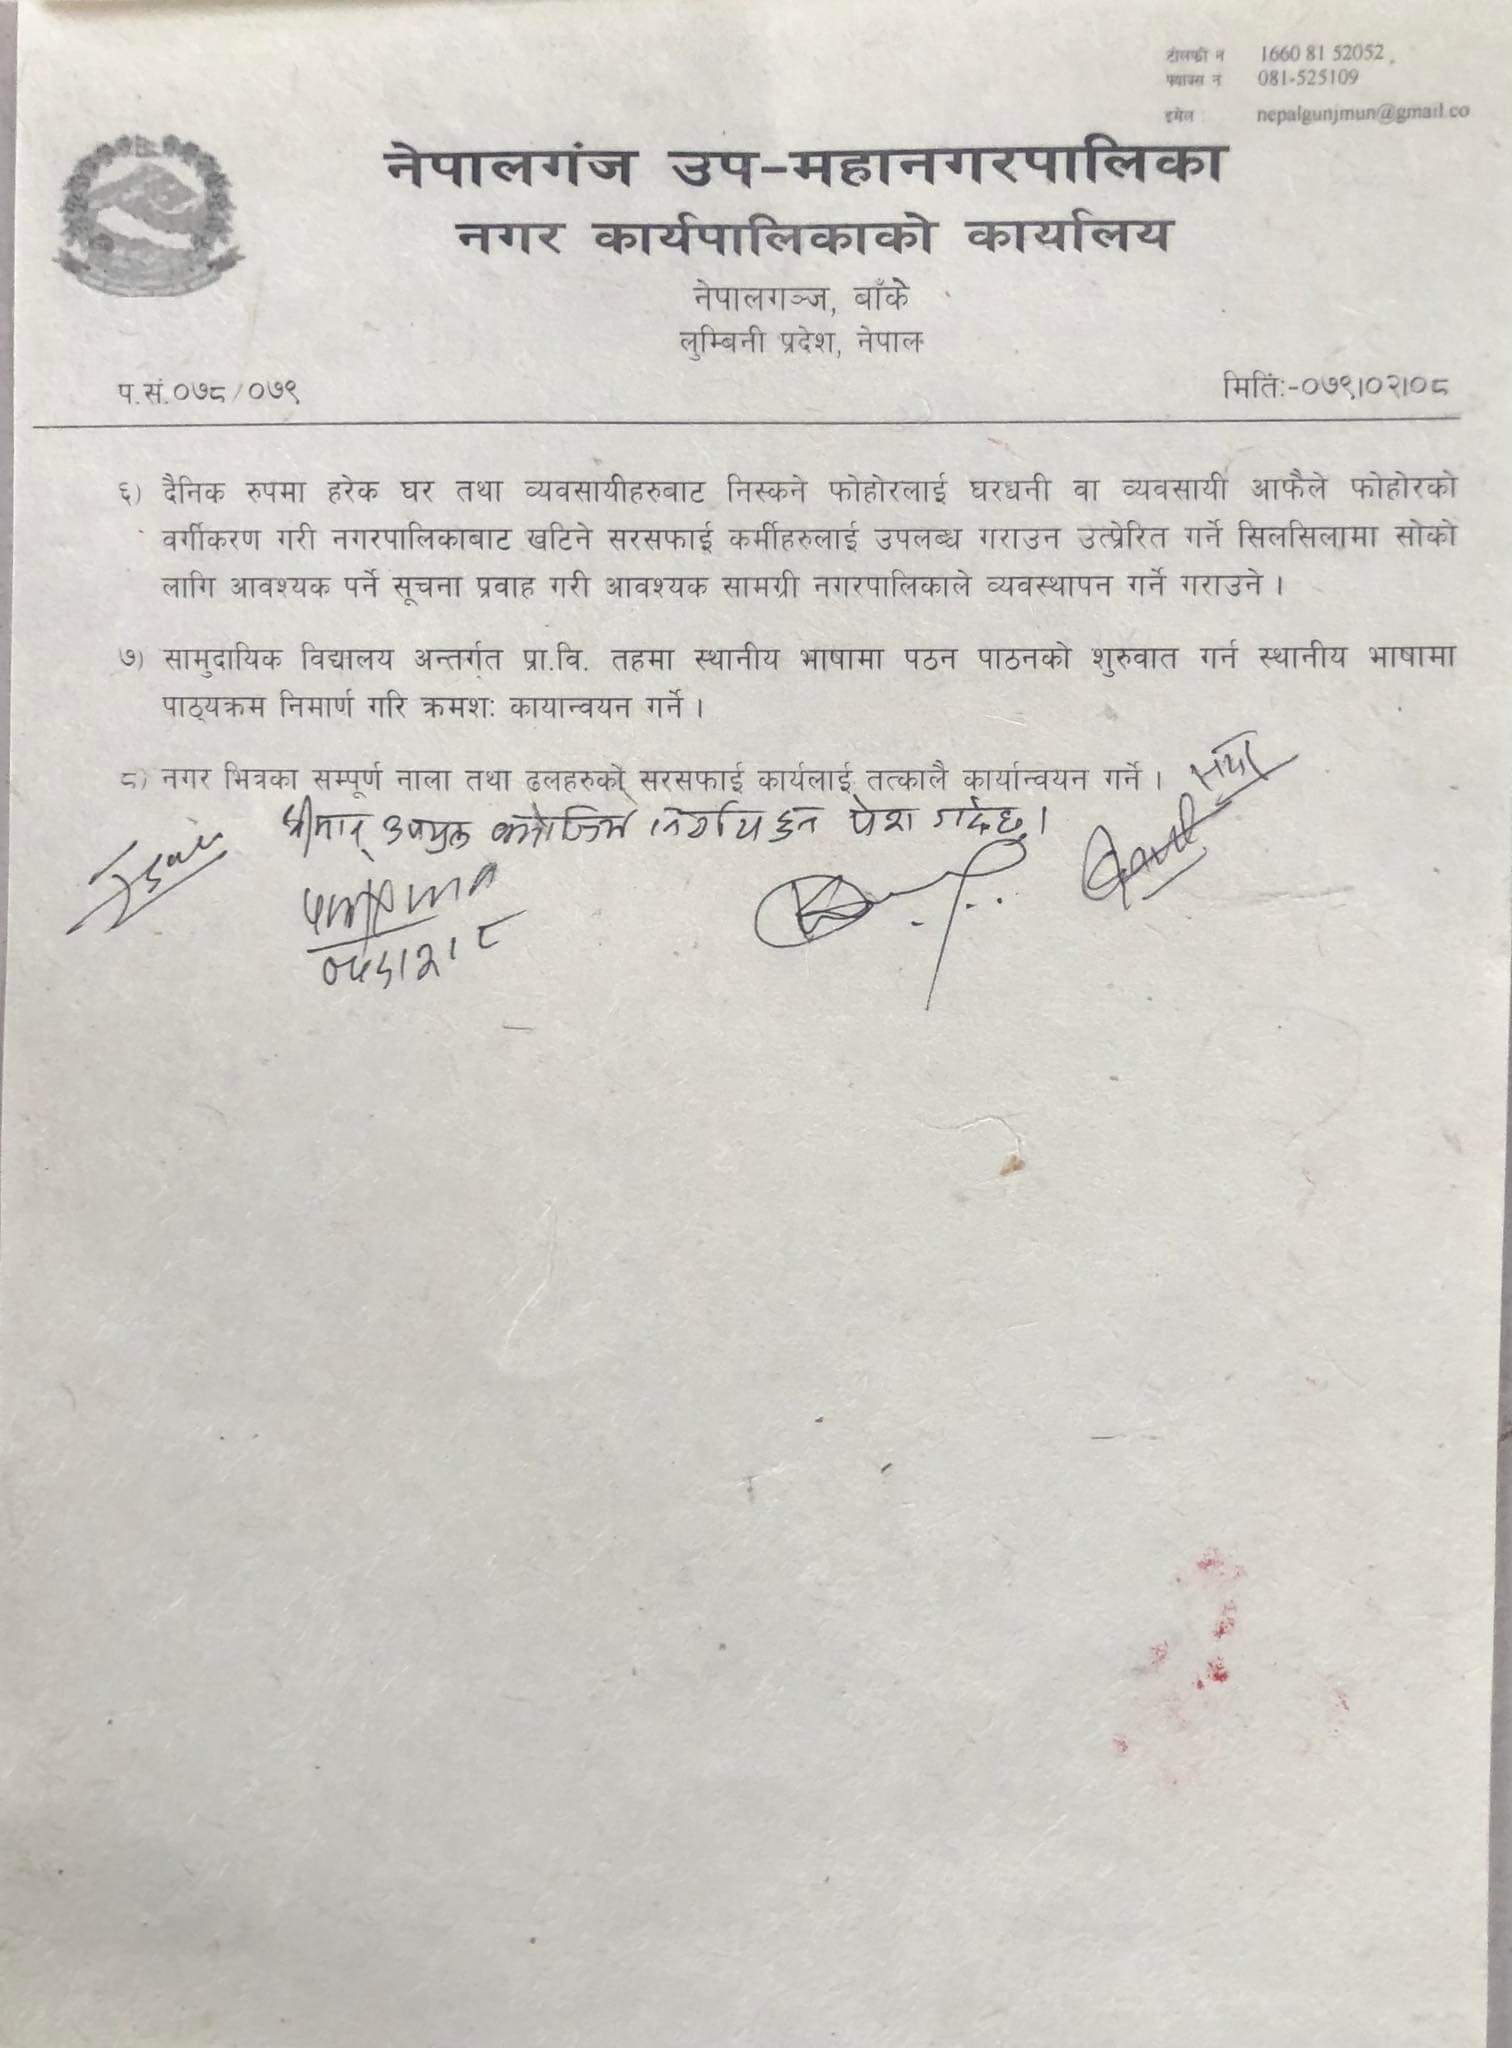 टेलिफोन नं 1660 81 52052
फ्याक्स नं 081-525109
इमेल nepalgunjmun@gmail.co
नेपालगंज उप-महानगरपालिका
नगर कार्यपालिकाको कार्यालय
नेपालगञ्ज, बाँके
लुम्बिनी प्रदेश, नेपाल
प.सं.०७८/०७९ मितिः-०७९।०२।०८
६) दैनिक रुपमा हरेक घर तथा व्यवसायीहरुबाट निस्कने फोहोरलाई घरधनी वा व्यवसायी आफैले फोहोरको
वर्गीकरण गरी नगरपालिकाबाट खटिने सरसफाई कर्मीहरुलाई उपलब्ध गराउन उत्प्रेरित गर्ने सिलसिलामा सोको
लागि आवश्यक पर्ने सूचना प्रवाह गरी आवश्यक सामग्री नगरपालिकाले व्यवस्थापन गर्ने गराउने ।
७) सामुदायिक विद्यालय अन्तर्गत प्रा.वि. तहमा स्थानीय भाषामा पठन पाठनको शुरुवात गर्न स्थानीय भाषामा
पाठ्यक्रम निमार्ण गरि क्रमशः कायान्वयन गर्ने ।
८) नगर भित्रका सम्पूर्ण नाला तथा ढलहरुको सरसफाई कार्यलाई तत्कालै कार्यान्वयन गर्ने ।
श्रीमान् उपयुक्त बमोजिम निर्णय हुन पेश गर्दछु ।